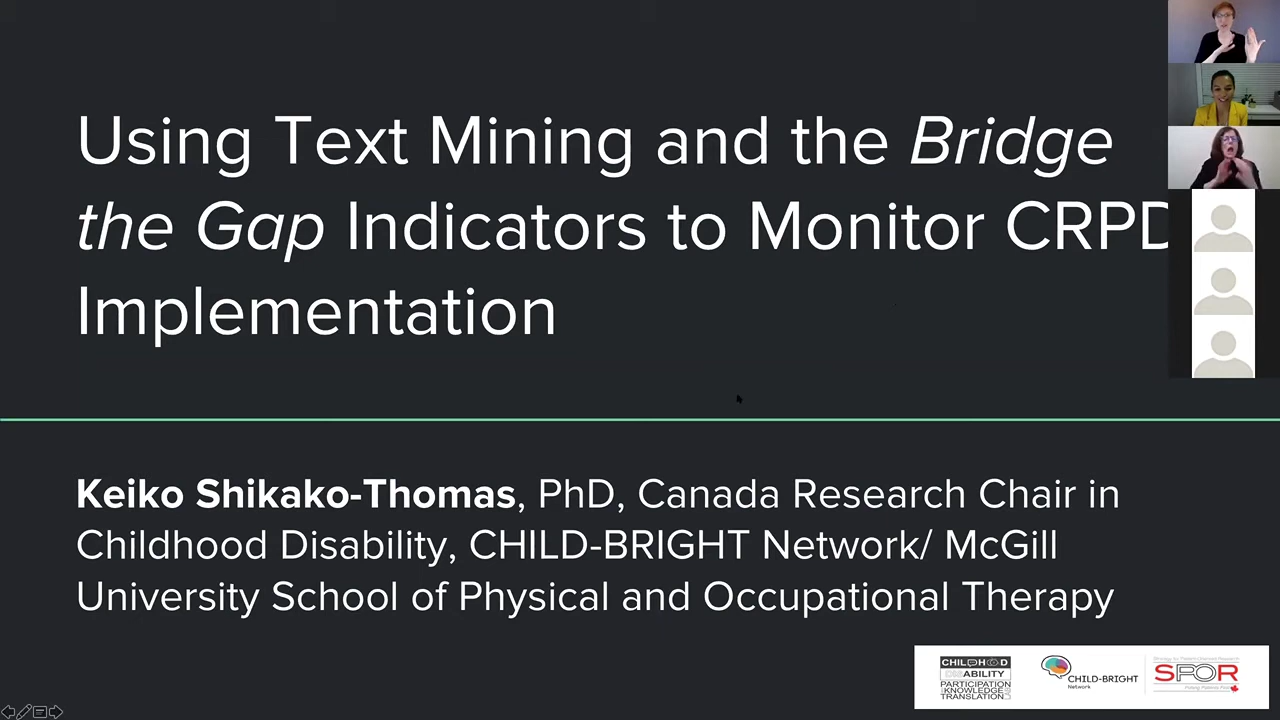 Using Text Mining and the Bridge
the Gap Indicators to Monitor CRPD
Implementation
Keiko Shikako-Thomas, PhD, Canada Research Chair in
Childhood Disability, CHILD-BRIGHT Network/ McGill
University School of Physical and Occupational Therapy
CHILDHOOD
DISABILITY
PARTICIPATION
KNOWLEDGE
TRANSLATION
CHILD-BRIGHT
Network
SPOR